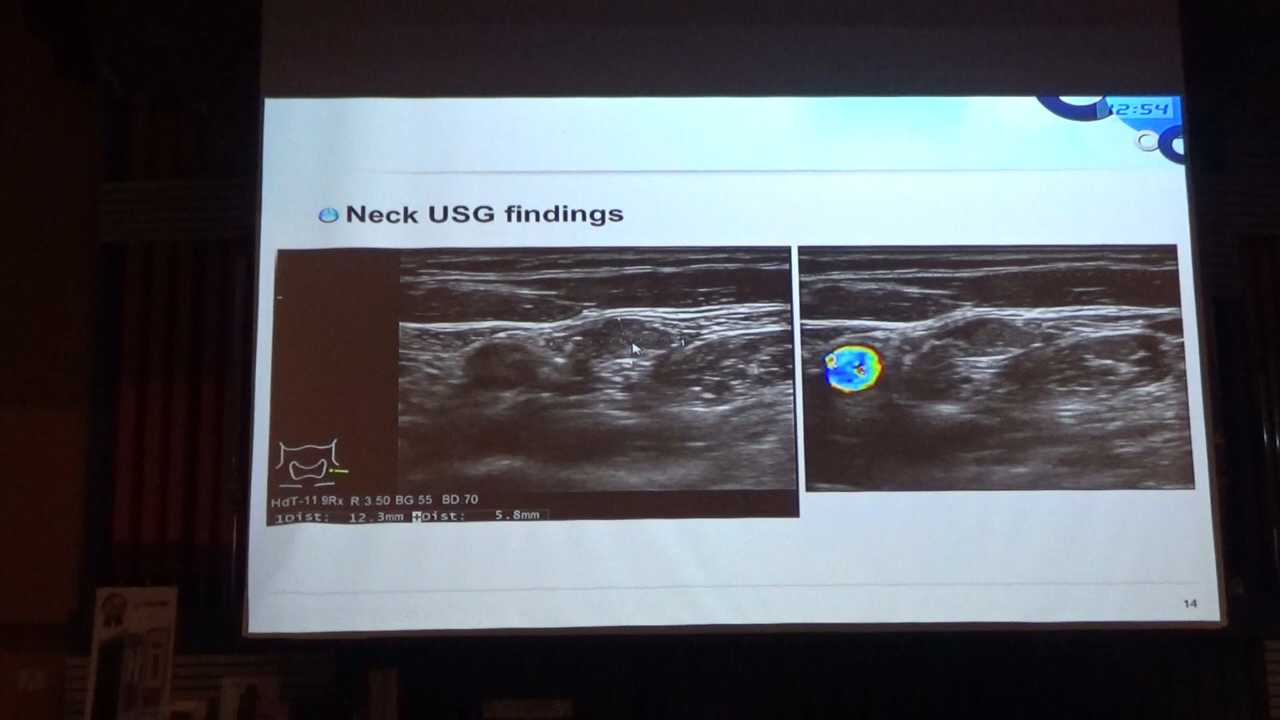 12:54
Neck USG findings
1
HdT-11 9Rx R 3.50 BG 55 BD 70
1Dist: 12.3mm +Dist: 5.8mm
14